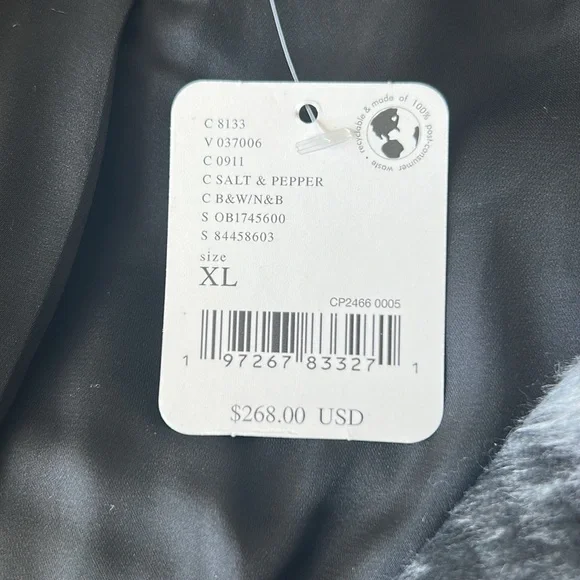 C 8133
V 037006
C 0911
C SALT & PEPPER
C B&W/N&B
S OB1745600
S 84458603
size
XL
recyclable & made of 100% post-consumer waste •
CP2466 0005
1 97267 83327 1
$268.00 USD